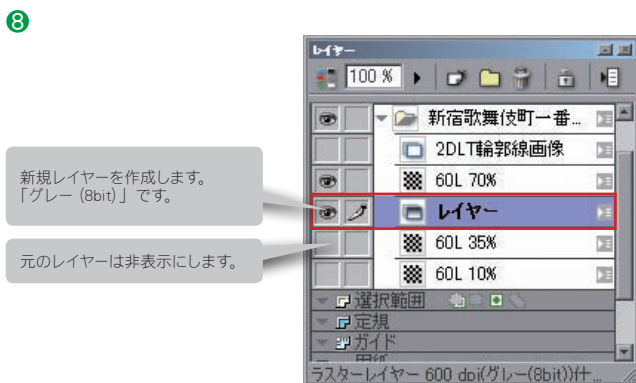 8
レイヤー
100 %
新宿歌舞伎町一番...
2DLT輪郭線画像
60L 70%
新規レイヤーを作成します。
「グレー（8bit）」です。
レイヤー
60L 35%
元のレイヤーは非表示にします。
60L 10%
選択範囲
定規
ガイド
用紙
ラスターレイヤー 600 dpi(グレー(8bit))付...